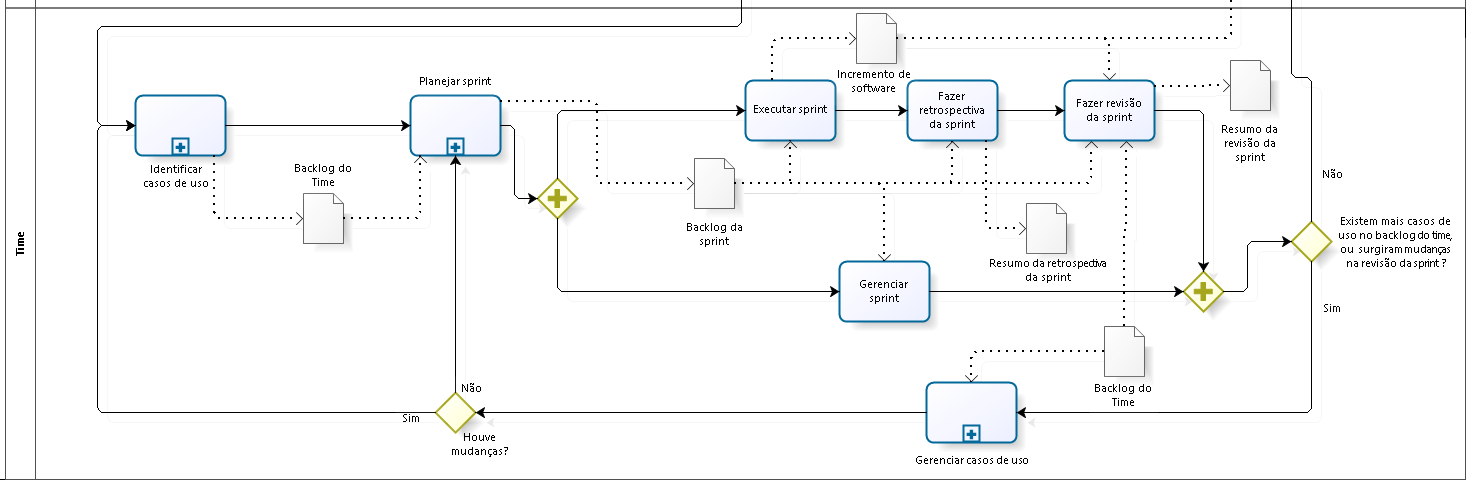 Time
Identificar
casos de uso
Backlog do
Time
Planejar sprint
Backlog da
sprint
Executar sprint
Incremento de
software
Fazer
retrospectiva
da sprint
Fazer revisão
da sprint
Resumo da
revisão da
sprint
Resumo da retrospectiva
da sprint
Gerenciar
sprint
Não
Existem mais casos de
uso no backlog do time,
ou surgiram mudanças
na revisão da sprint?
Sim
Backlog do
Time
Gerenciar casos de uso
Não
Sim
Houve
mudanças?